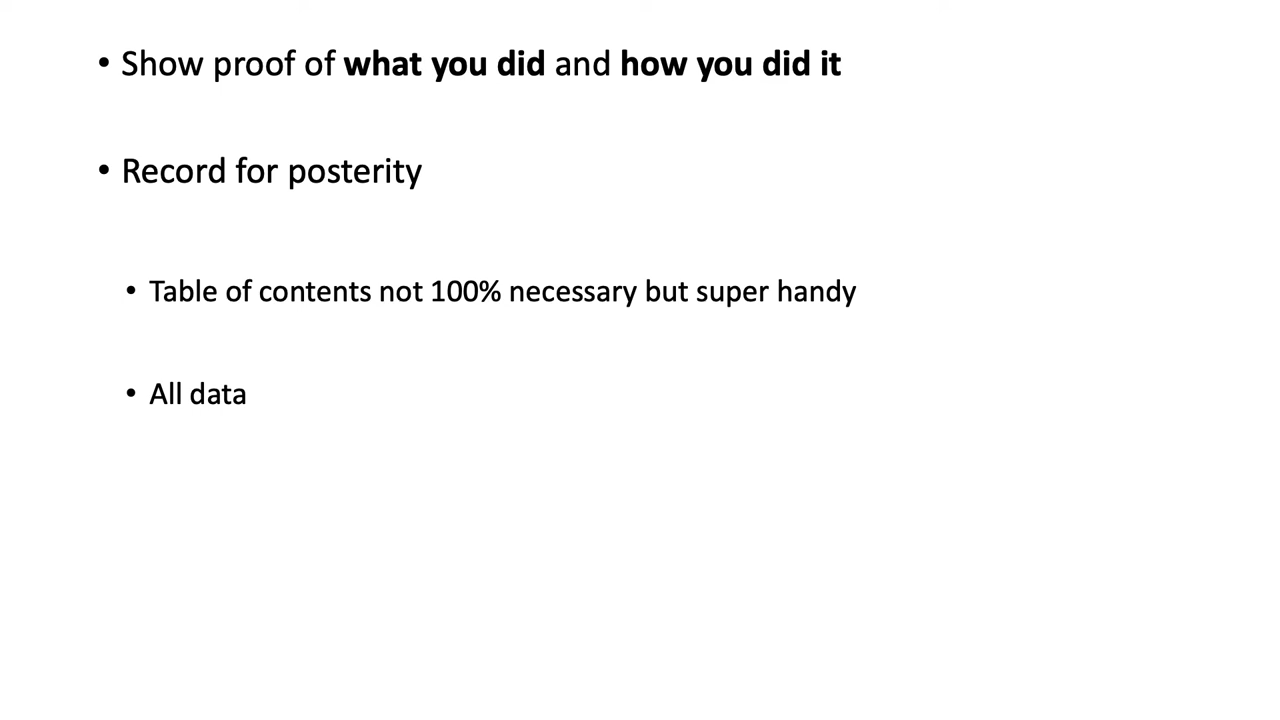 • Show proof of what you did and how you did it
• Record for posterity
• Table of contents not 100% necessary but super handy
• All data